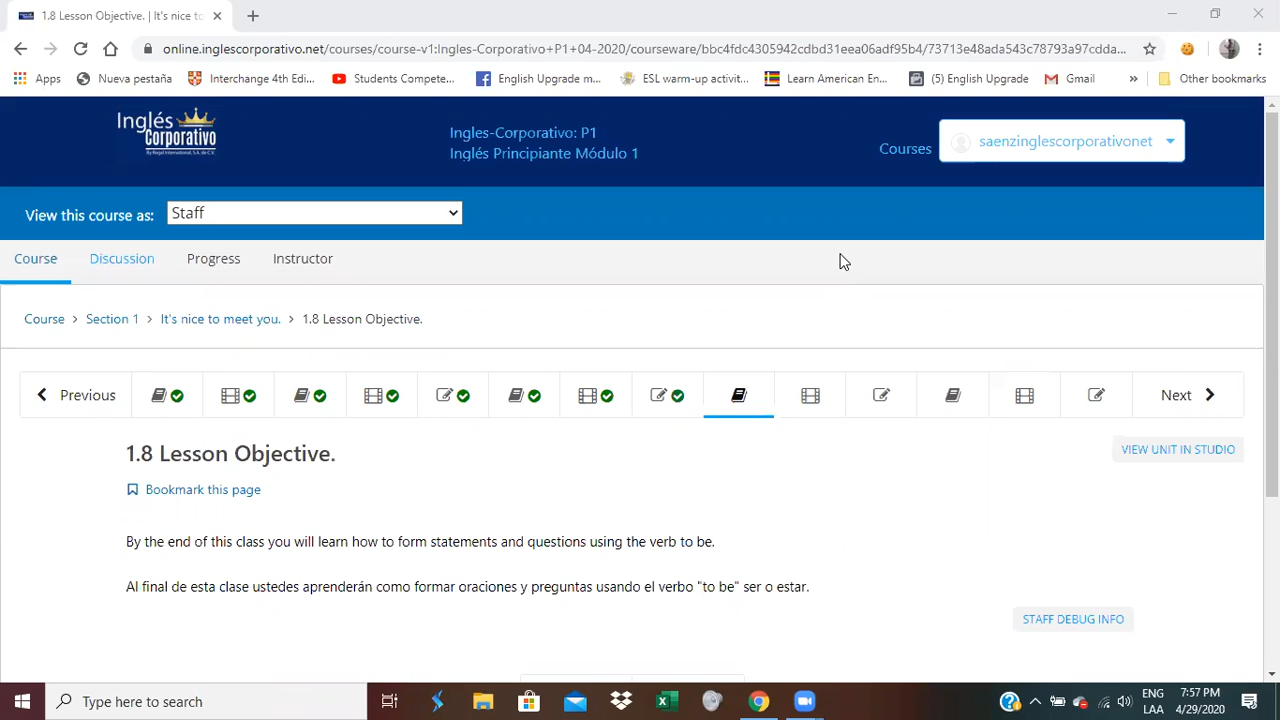 1.8 Lesson Objective. | It's nice to
online.inglescorporativo.net/courses/course-v1:Ingles-Corporativo+P1+04-2020/courseware/bbc4fdc4305942cdbd31eea06adf95b4/73713e48ada543c78793a97cdda...
Apps Nueva pestaña Interchange 4th Edi... Students Compete... English Upgrade m... ESL warm-up activit... Learn American En... (5) English Upgrade Gmail » Other bookmarks
Inglés Corporativo
By Regal International, S.A. de C.V.
Ingles-Corporativo: P1
Inglés Principiante Módulo 1
Courses saenzinglescorporativonet
View this course as: Staff
Course Discussion Progress Instructor
Course > Section 1 > It's nice to meet you. > 1.8 Lesson Objective.
Previous Next
1.8 Lesson Objective.
VIEW UNIT IN STUDIO
Bookmark this page
By the end of this class you will learn how to form statements and questions using the verb to be.
Al final de esta clase ustedes aprenderán como formar oraciones y preguntas usando el verbo "to be" ser o estar.
STAFF DEBUG INFO
Type here to search
ENG 7:57 PM
LAA 4/29/2020